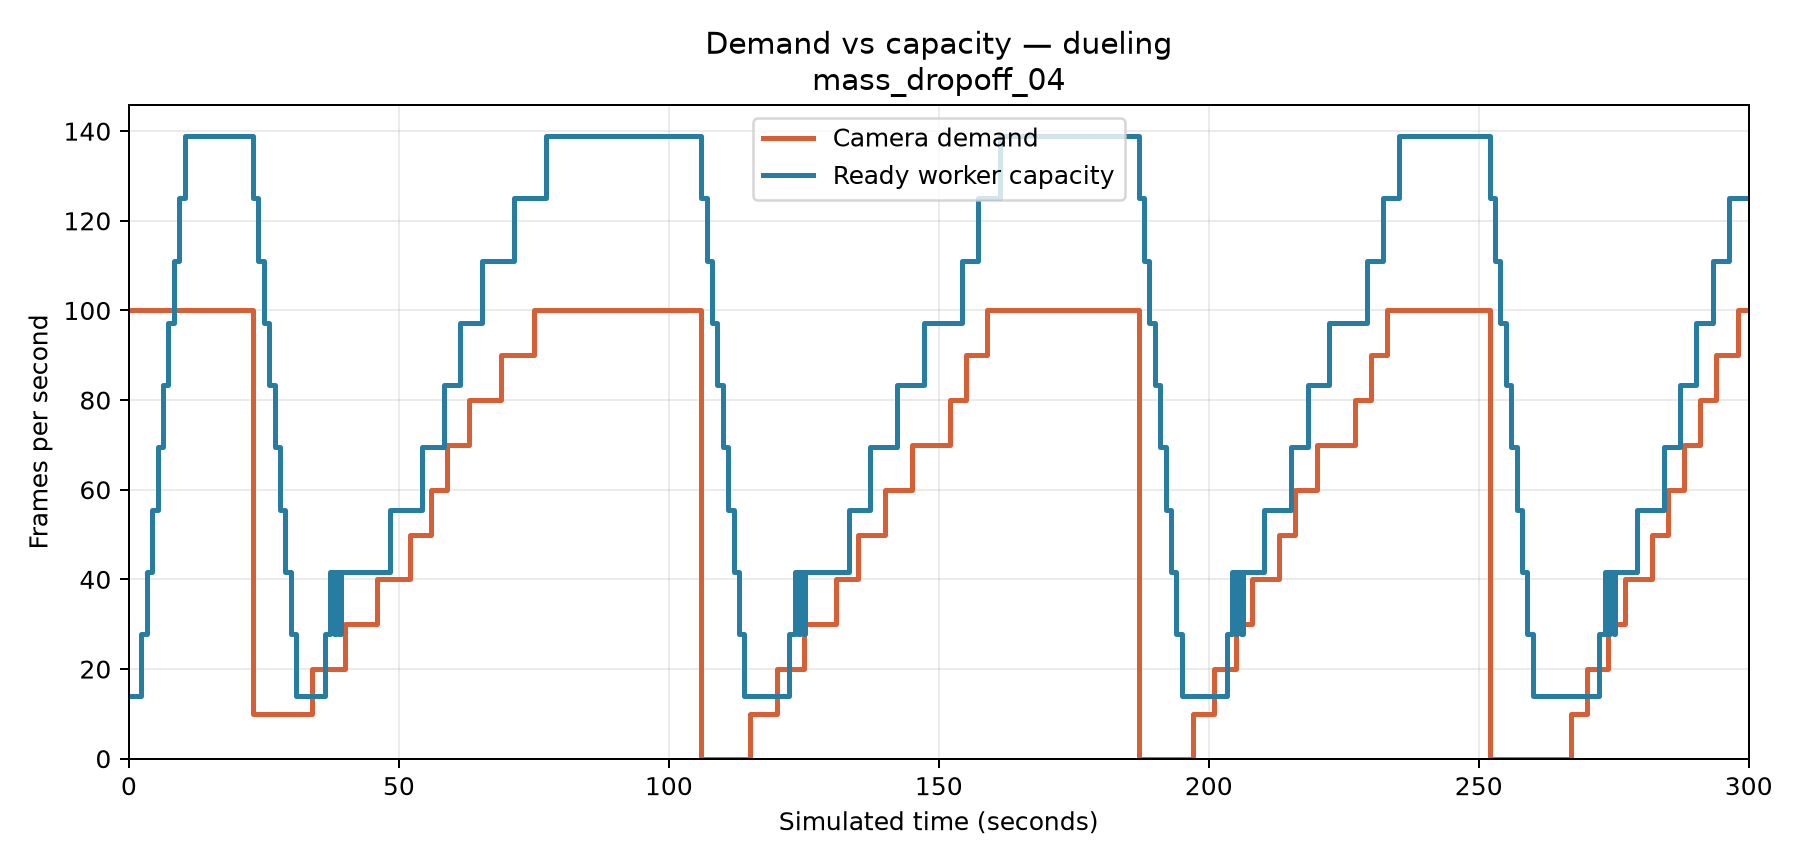 Demand vs capacity — dueling
mass_dropoff_04
Camera demand
Ready worker capacity
Frames per second
140
120
100
80
60
40
20
0
0 50 100 150 200 250 300
Simulated time (seconds)